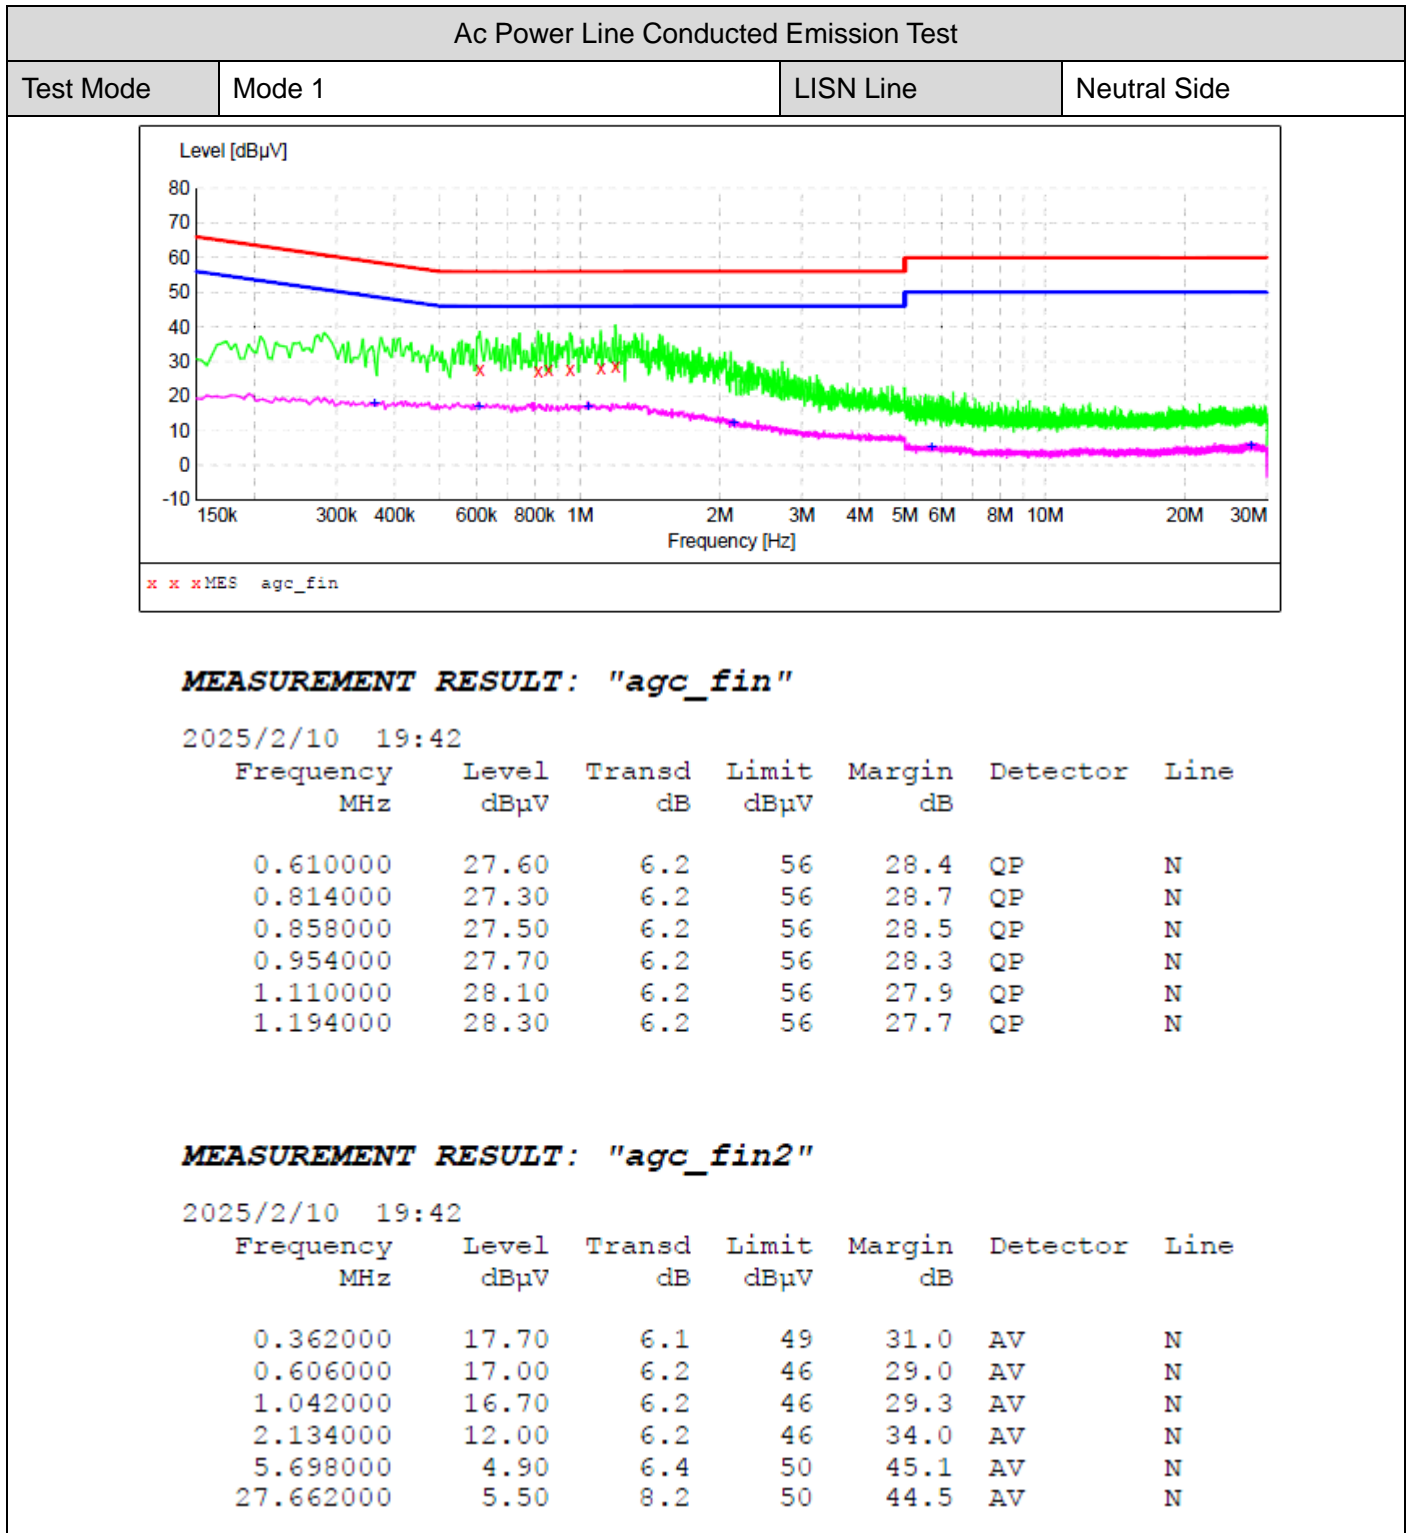 Ac Power Line Conducted Emission Test
Test Mode Mode 1 LISN Line Neutral Side
Level [dBµV]
80
70
60
50
40
30
20
10
0
-10
150k 300k 400k 600k 800k 1M 2M 3M 4M 5M 6M 8M 10M 20M 30M
Frequency [Hz]
x x xMES agc_fin
MEASUREMENT RESULT: "agc_fin"
2025/2/10 19:42
Frequency Level Transd Limit Margin Detector Line
MHz dBµV dB dBµV dB
0.610000 27.60 6.2 56 28.4 QP N
0.814000 27.30 6.2 56 28.7 QP N
0.858000 27.50 6.2 56 28.5 QP N
0.954000 27.70 6.2 56 28.3 QP N
1.110000 28.10 6.2 56 27.9 QP N
1.194000 28.30 6.2 56 27.7 QP N
MEASUREMENT RESULT: "agc_fin2"
2025/2/10 19:42
Frequency Level Transd Limit Margin Detector Line
MHz dBµV dB dBµV dB
0.362000 17.70 6.1 49 31.0 AV N
0.606000 17.00 6.2 46 29.0 AV N
1.042000 16.70 6.2 46 29.3 AV N
2.134000 12.00 6.2 46 34.0 AV N
5.698000 4.90 6.4 50 45.1 AV N
27.662000 5.50 8.2 50 44.5 AV N